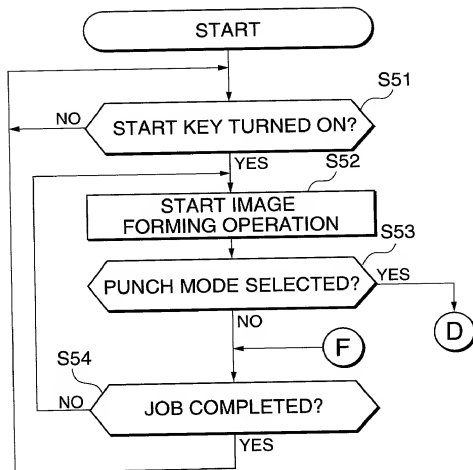 START
S51
NO
START KEY TURNED ON?
YES
S52
START IMAGE
FORMING OPERATION
S53
PUNCH MODE SELECTED?
YES
NO
D
F
S54
NO
JOB COMPLETED?
YES